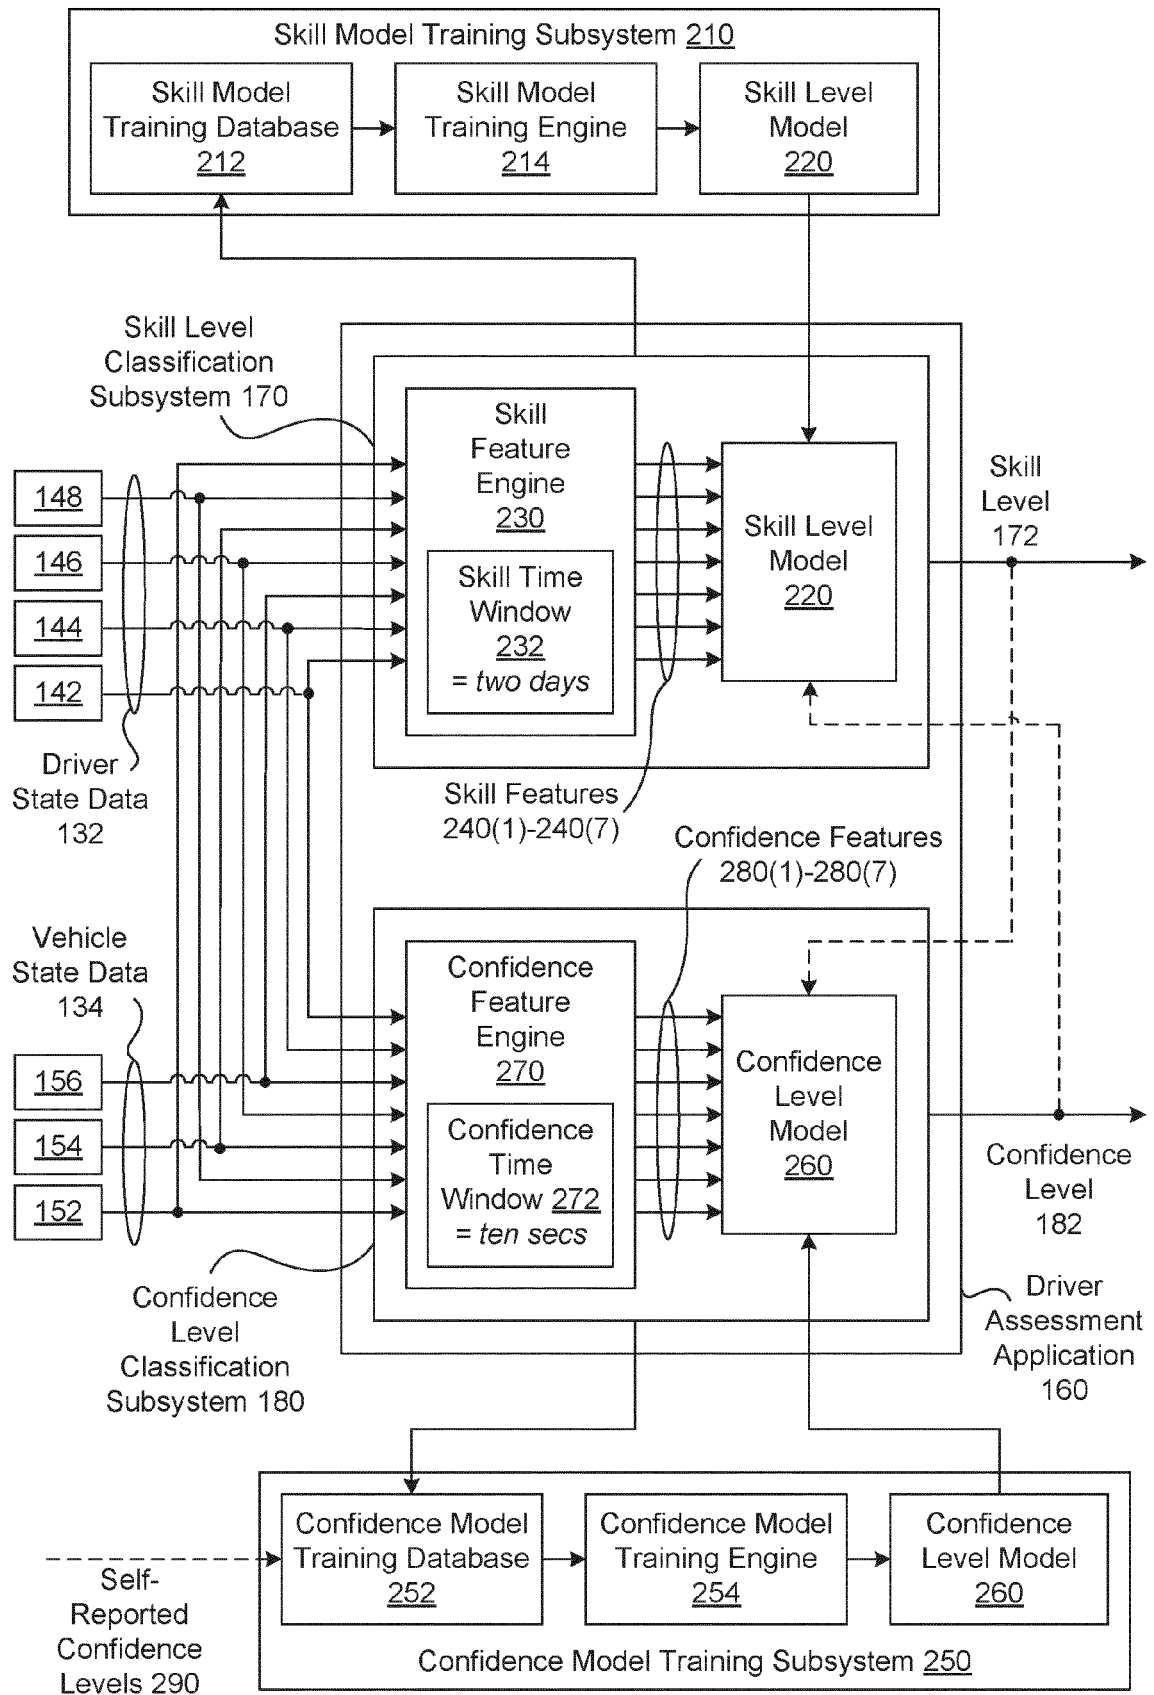 Skill Model Training Subsystem 210
Skill Model
Training Database
212
Skill Model
Training Engine
214
Skill Level
Model
220
Skill Level
Classification
Subsystem 170
Skill
Feature
Engine
230
Skill Time
Window
232
= two days
Skill Level
Model
220
Skill
Level
172
148
146
144
142
Driver
State Data
132
Skill Features
240(1)-240(7)
Confidence Features
280(1)-280(7)
Vehicle
State Data
134
156
154
152
Confidence
Feature
Engine
270
Confidence
Time
Window 272
= ten secs
Confidence
Level
Model
260
Confidence
Level
182
Confidence
Level
Classification
Subsystem 180
Driver
Assessment
Application
160
Self-
Reported
Confidence
Levels 290
Confidence Model
Training Database
252
Confidence Model
Training Engine
254
Confidence
Level Model
260
Confidence Model Training Subsystem 250